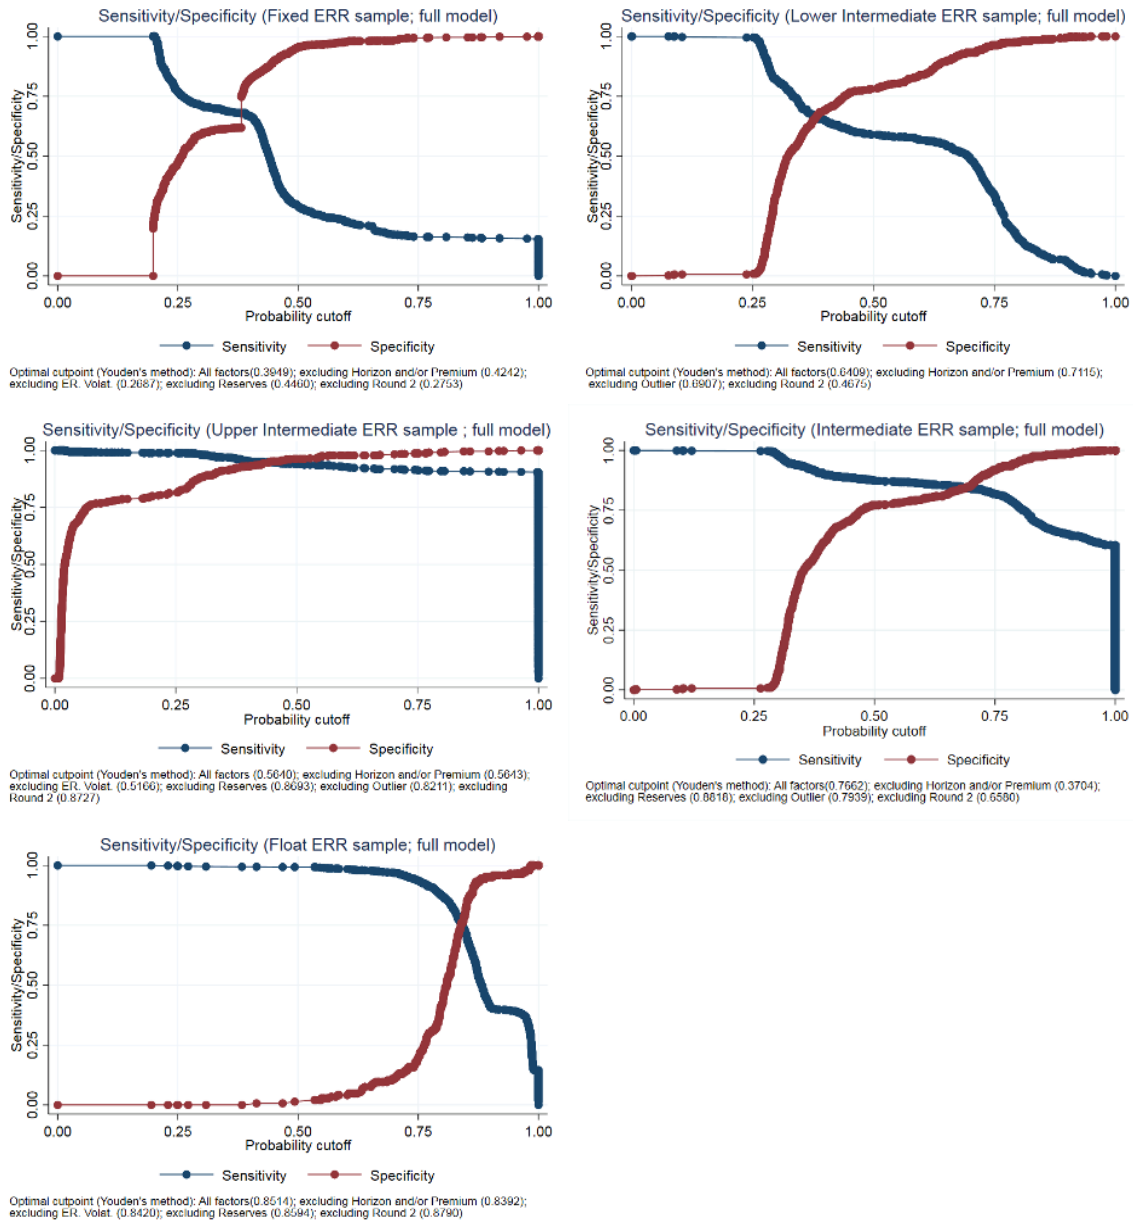 Sensitivity/Specificity (Fixed ERR sample; full model)
Sensitivity/Specificity
1.00
0.75
0.50
0.25
0.00
0.00 0.25 0.50 0.75 1.00
Probability cutoff
Sensitivity Specificity
Optimal cutpoint (Youden's method): All factors(0.3949); excluding Horizon and/or Premium (0.4242);
excluding ER. Volat. (0.2687); excluding Reserves (0.4460); excluding Round 2 (0.2753)
Sensitivity/Specificity (Lower Intermediate ERR sample; full model)
Sensitivity/Specificity
1.00
0.75
0.50
0.25
0.00
0.00 0.25 0.50 0.75 1.00
Probability cutoff
Sensitivity Specificity
Optimal cutpoint (Youden's method): All factors(0.6409); excluding Horizon and/or Premium (0.7115);
excluding Outlier (0.6907); excluding Round 2 (0.4675)
Sensitivity/Specificity (Upper Intermediate ERR sample ; full model)
Sensitivity/Specificity
1.00
0.75
0.50
0.25
0.00
0.00 0.25 0.50 0.75 1.00
Probability cutoff
Sensitivity Specificity
Optimal cutpoint (Youden's method): All factors (0.5640); excluding Horizon and/or Premium (0.5643);
excluding ER. Volat. (0.5166); excluding Reserves (0.8693); excluding Outlier (0.8211); excluding
Round 2 (0.8727)
Sensitivity/Specificity (Intermediate ERR sample; full model)
Sensitivity/Specificity
1.00
0.75
0.50
0.25
0.00
0.00 0.25 0.50 0.75 1.00
Probability cutoff
Sensitivity Specificity
Optimal cutpoint (Youden's method): All factors(0.7662); excluding Horizon and/or Premium (0.3704);
excluding Reserves (0.8818); excluding Outlier (0.7939); excluding Round 2 (0.6580)
Sensitivity/Specificity (Float ERR sample; full model)
Sensitivity/Specificity
1.00
0.75
0.50
0.25
0.00
0.00 0.25 0.50 0.75 1.00
Probability cutoff
Sensitivity Specificity
Optimal cutpoint (Youden's method): All factors(0.8514); excluding Horizon and/or Premium (0.8392);
excluding ER. Volat. (0.8420); excluding Reserves (0.8594); excluding Round 2 (0.8790)